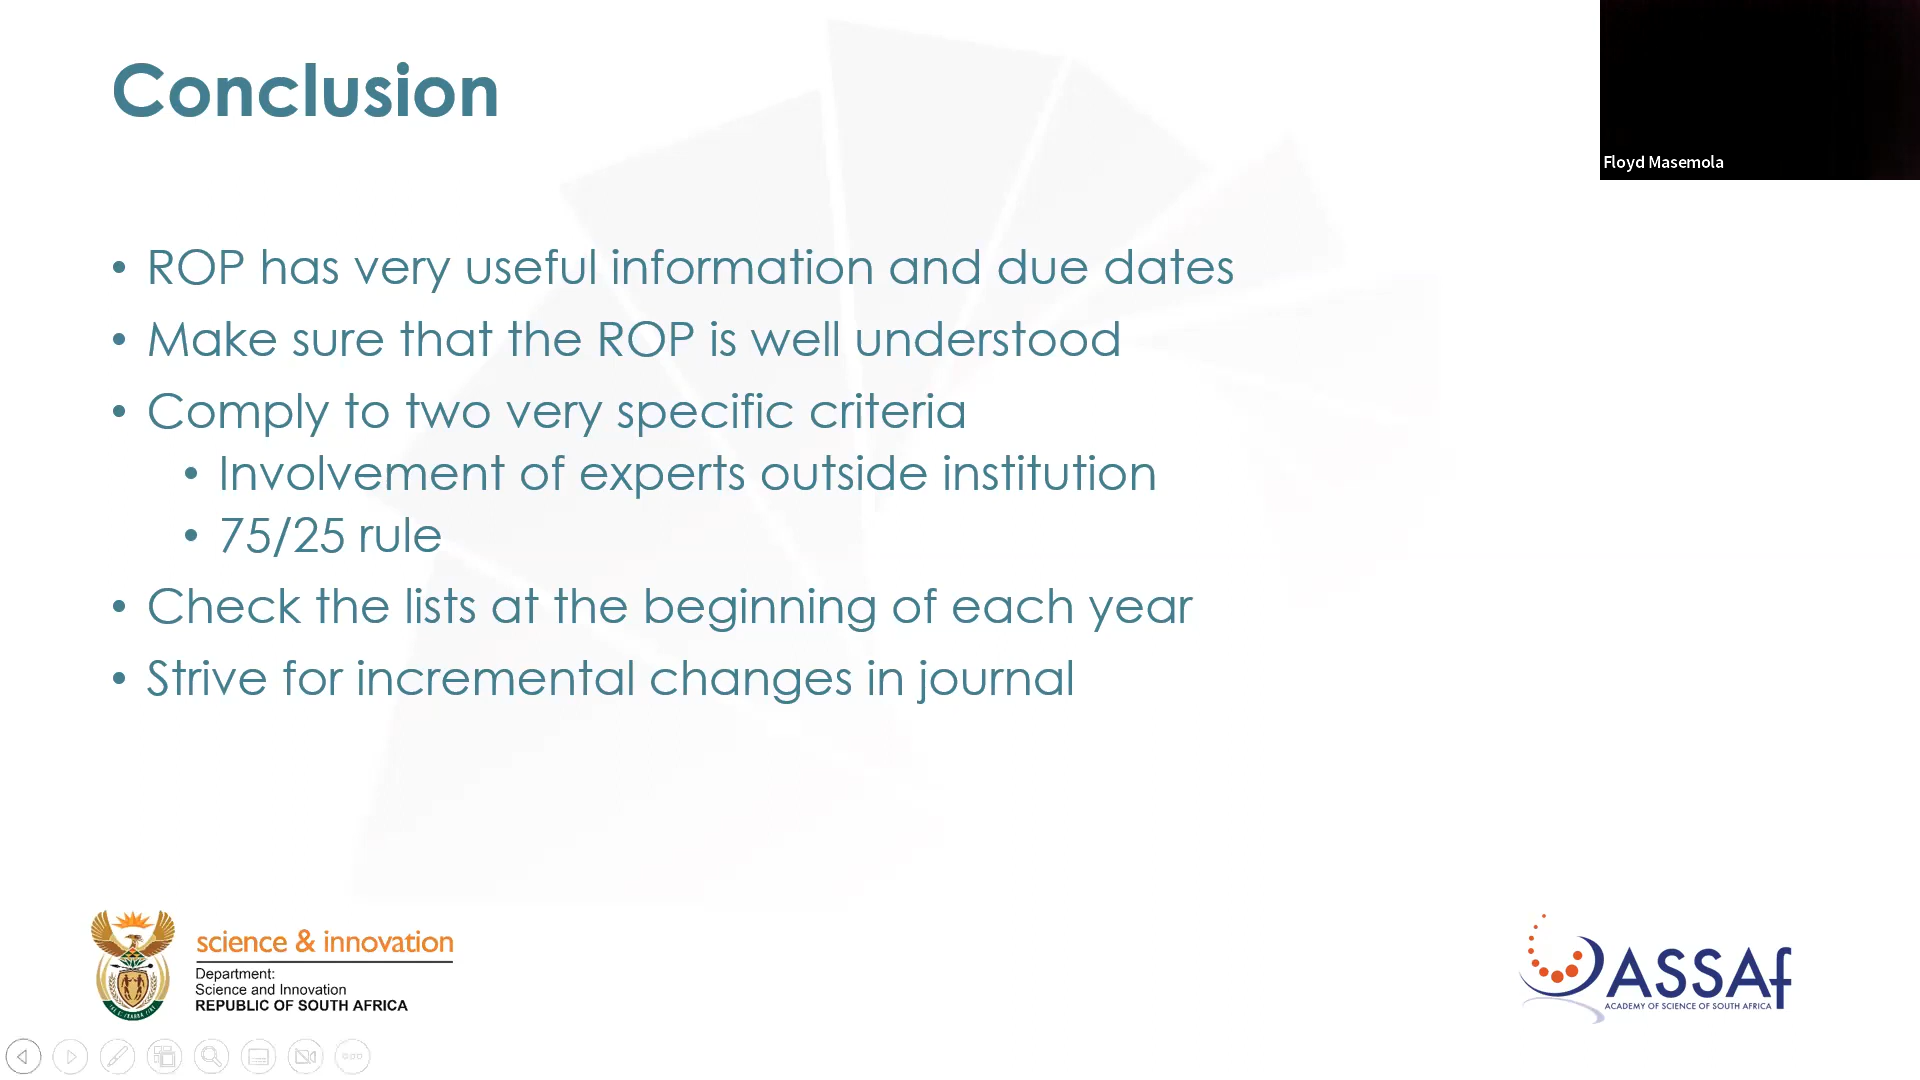 Conclusion
Floyd Masemola
• ROP has very useful information and due dates
• Make sure that the ROP is well understood
• Comply to two very specific criteria
• Involvement of experts outside institution
• 75/25 rule
• Check the lists at the beginning of each year
• Strive for incremental changes in journal
science & innovation
Department:
Science and Innovation
REPUBLIC OF SOUTH AFRICA
ASSAf
ACADEMY OF SCIENCE OF SOUTH AFRICA